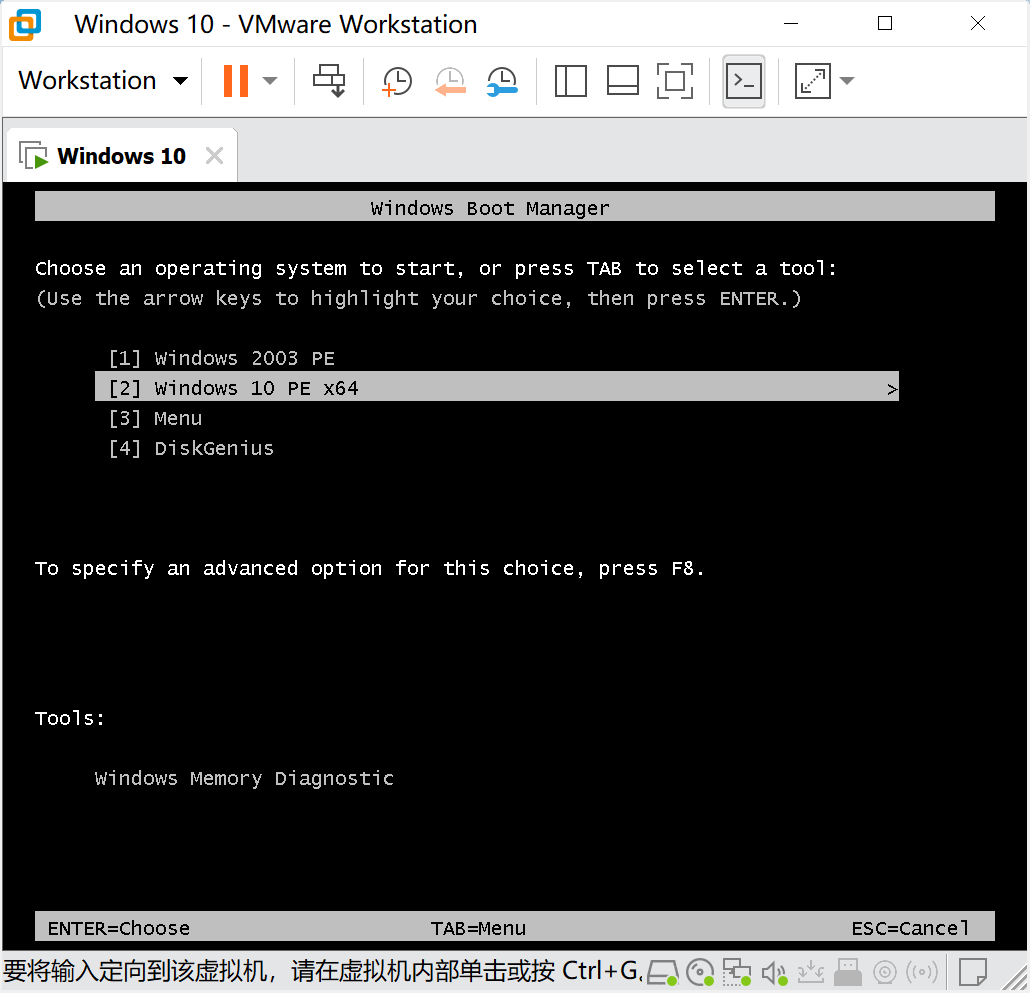 Windows 10 - VMware Workstation
Workstation
Windows 10
Windows Boot Manager
Choose an operating system to start, or press TAB to select a tool:
(Use the arrow keys to highlight your choice, then press ENTER.)
[1] Windows 2003 PE
[2] Windows 10 PE x64 >
[3] Menu
[4] DiskGenius
To specify an advanced option for this choice, press F8.
Tools:
Windows Memory Diagnostic
ENTER=Choose TAB=Menu ESC=Cancel
要将输入定向到该虚拟机，请在虚拟机内部单击或按 Ctrl+G。